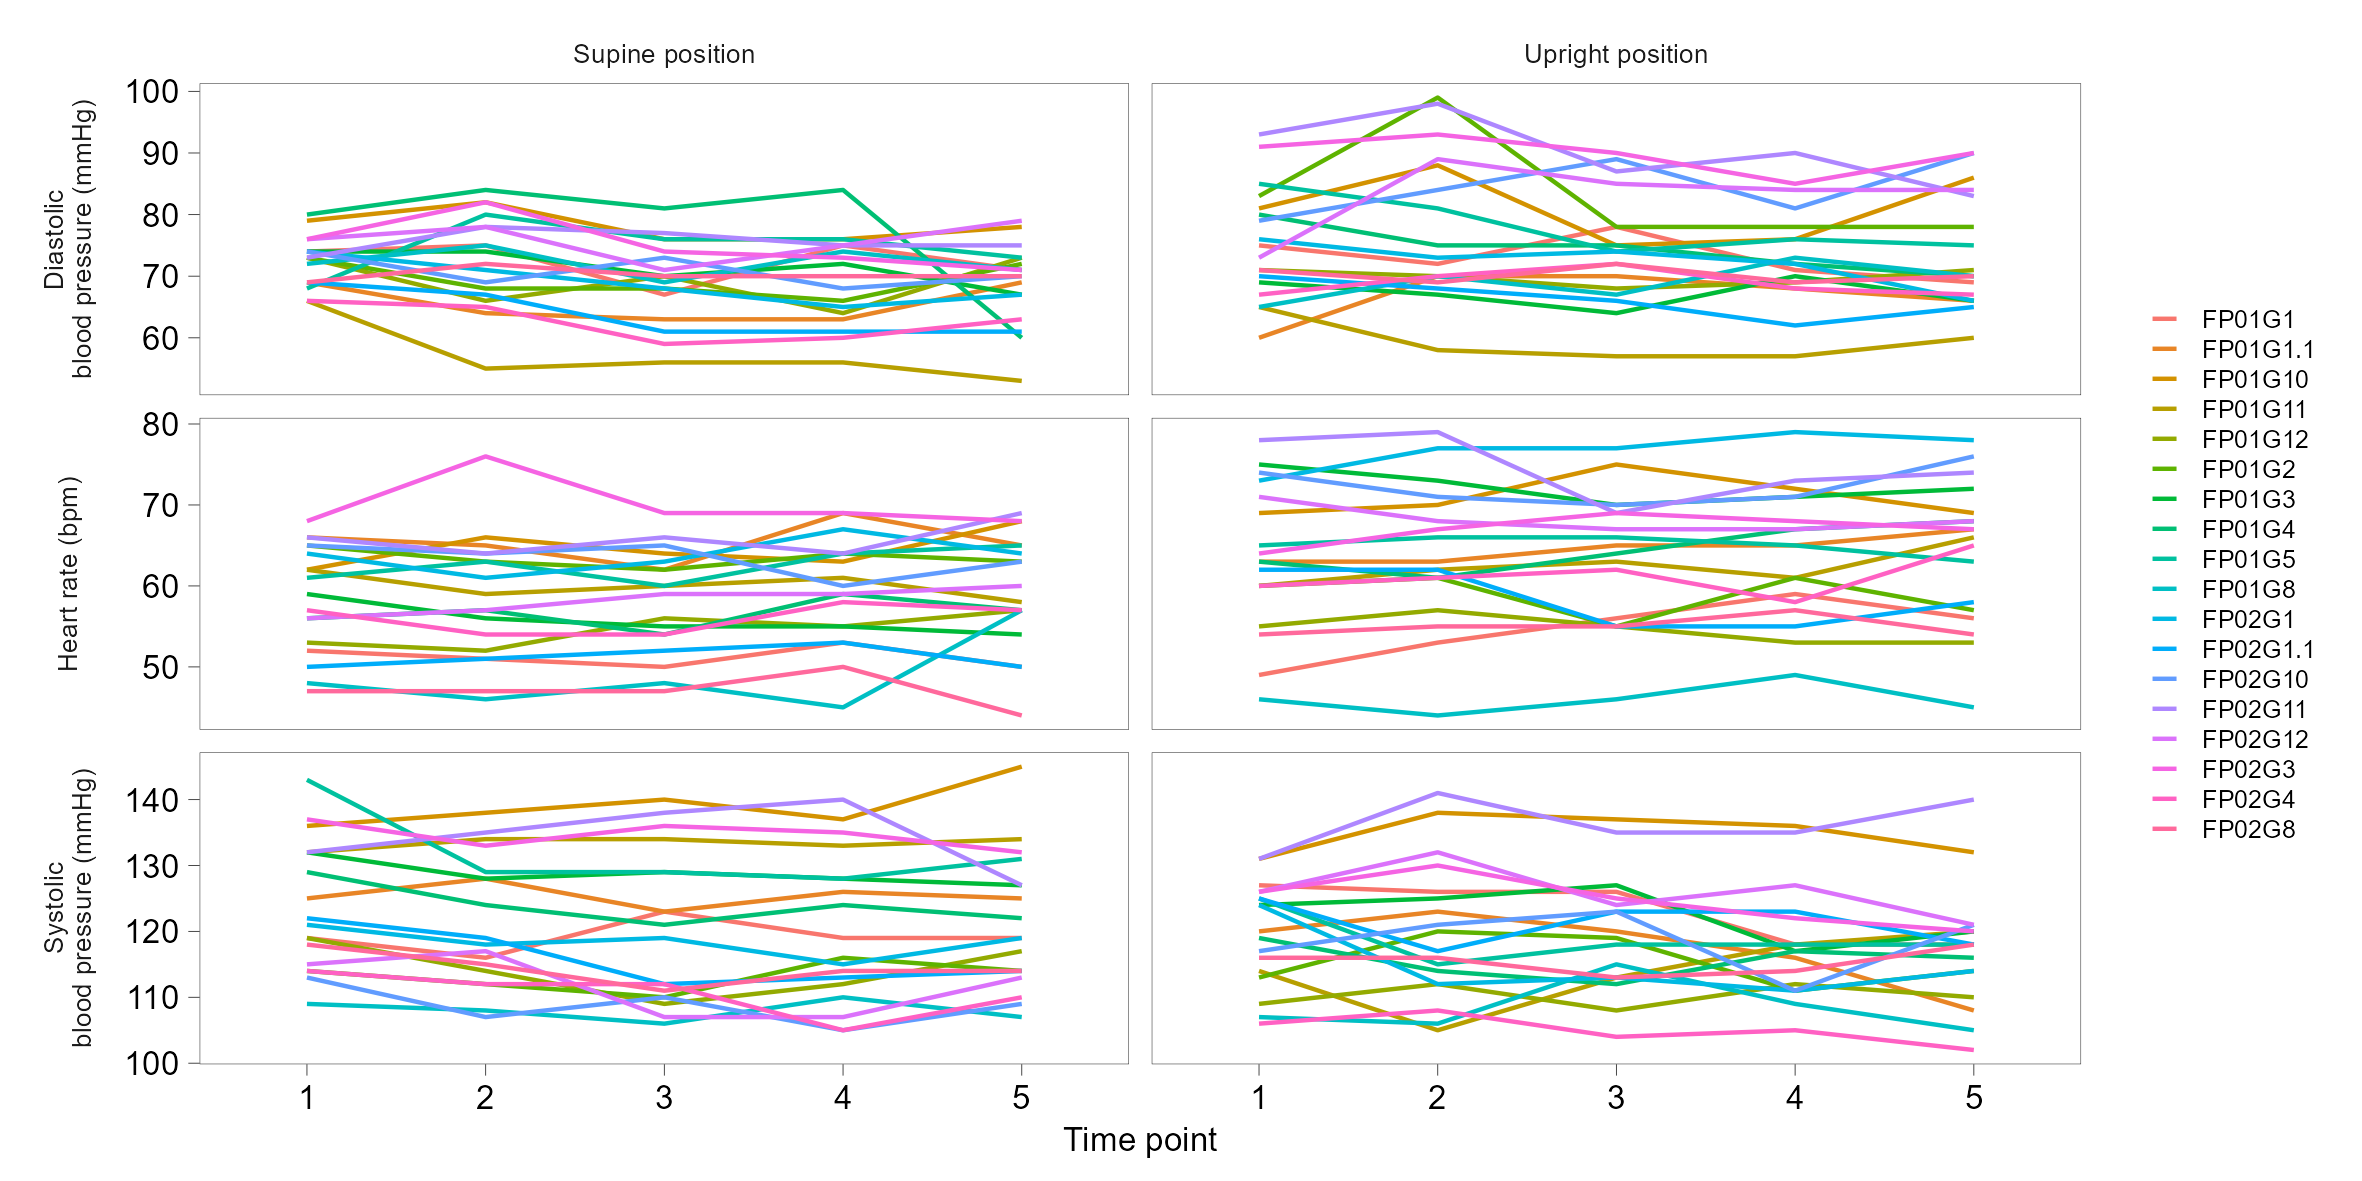 Supine position
Upright position
Diastolic
blood pressure (mmHg)
100
90
80
70
60
Heart rate (bpm)
80
70
60
50
Systolic
blood pressure (mmHg)
140
130
120
110
100
1 2 3 4 5
1 2 3 4 5
Time point
FP01G1
FP01G1.1
FP01G10
FP01G11
FP01G12
FP01G2
FP01G3
FP01G4
FP01G5
FP01G8
FP02G1
FP02G1.1
FP02G10
FP02G11
FP02G12
FP02G3
FP02G4
FP02G8